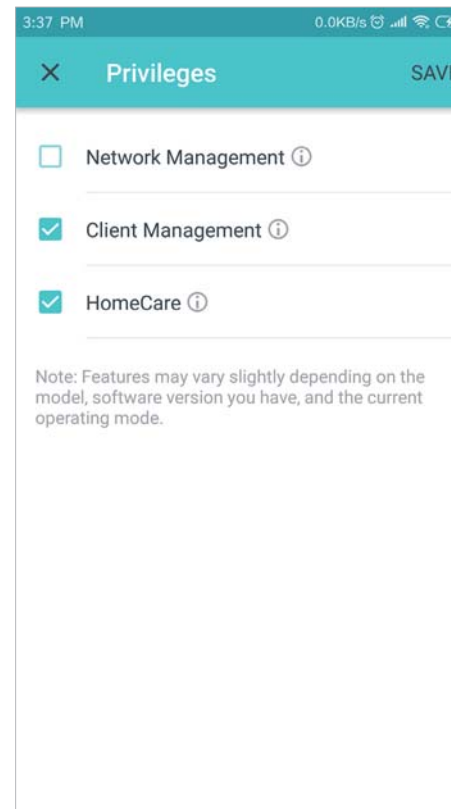 3:37 PM 0.0KB/s
Privileges SAVE
Network Management
Client Management
HomeCare
Note: Features may vary slightly depending on the
model, software version you have, and the current
operating mode.